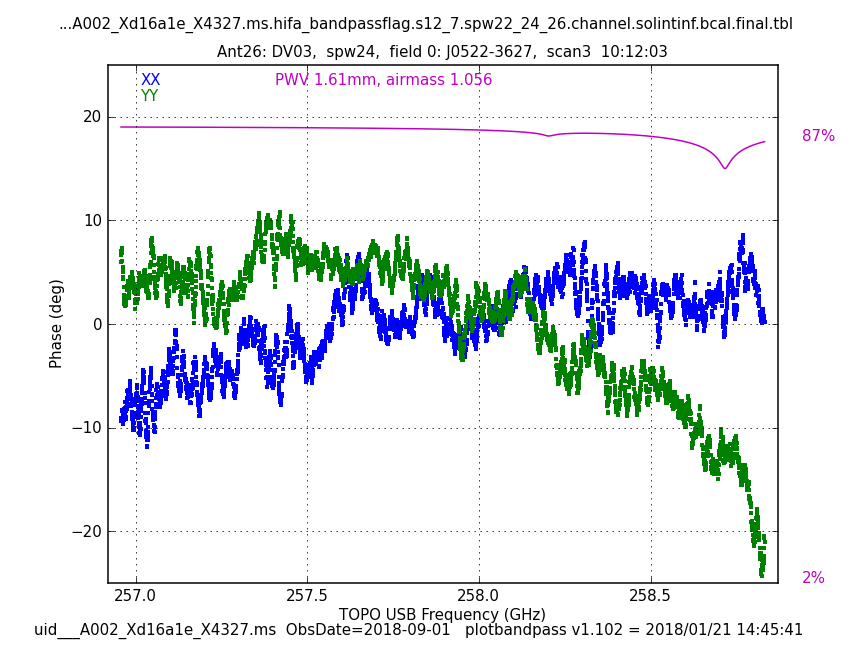 ...A002_Xd16a1e_X4327.ms.hifa_bandpassflag.s12_7.spw22_24_26.channel.solintinf.bcal.final.tbl
Ant26: DV03,  spw24,  field 0: J0522-3627,  scan3  10:12:03
XX
PWV 1.61mm, airmass 1.056
YY
20
87%
10
0
Phase (deg)
−10
−20
2%
257.0
257.5
258.0
258.5
TOPO USB Frequency (GHz)
uid___A002_Xd16a1e_X4327.ms  ObsDate=2018-09-01   plotbandpass v1.102 = 2018/01/21 14:45:41